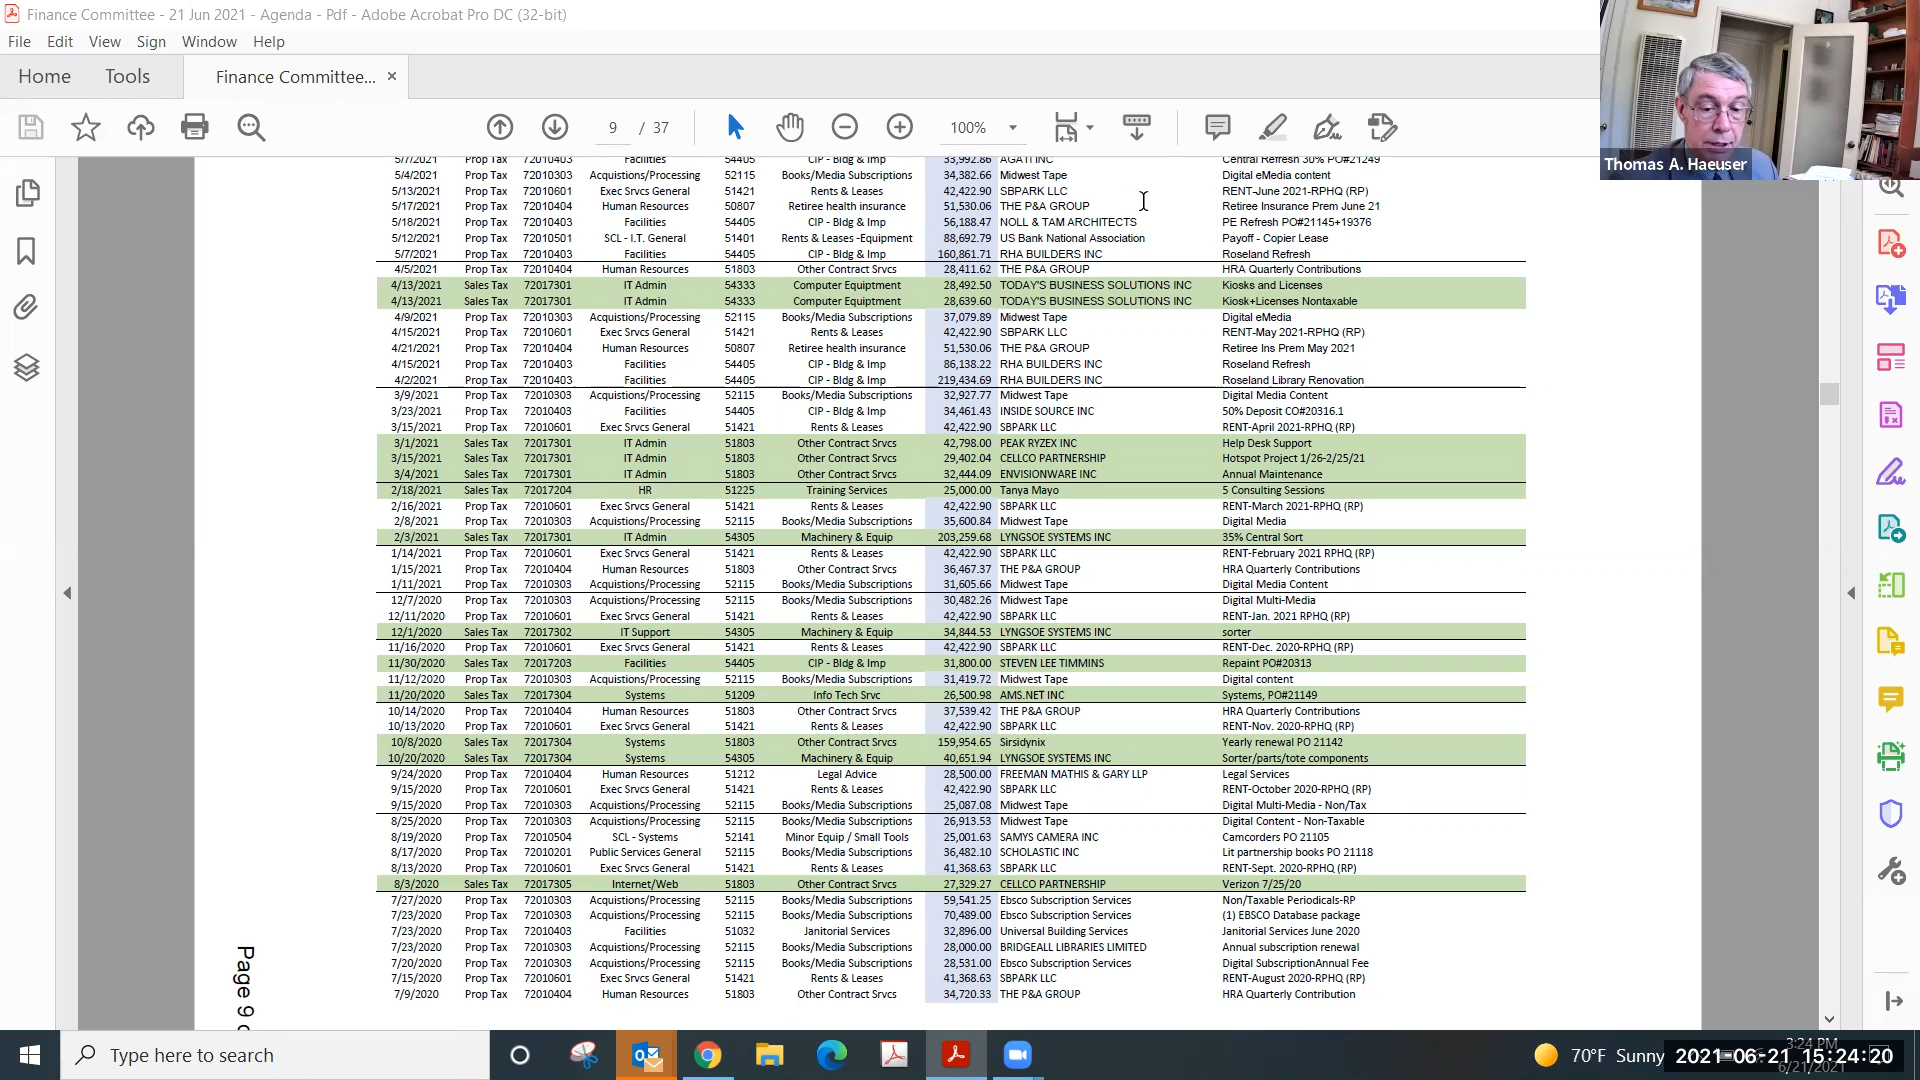 Finance Committee - 21 Jun 2021 - Agenda - Pdf - Adobe Acrobat Pro DC (32-bit)
File Edit View Sign Window Help
Home Tools Finance Committee... ×
9 / 37 100%
Thomas A. Haeuser
5/7/2021 Prop Tax 72010403 Facilities 54405 CIP - Bldg & Imp 33,992.86 AGATI INC Central Refresh 30% PO#21249
5/4/2021 Prop Tax 72010303 Acquistions/Processing 52115 Books/Media Subscriptions 34,382.66 Midwest Tape Digital eMedia content
5/13/2021 Prop Tax 72010601 Exec Srvcs General 51421 Rents & Leases 42,422.90 SBPARK LLC RENT-June 2021-RPHQ (RP)
5/17/2021 Prop Tax 72010404 Human Resources 50807 Retiree health insurance 51,530.06 THE P&A GROUP Retiree Insurance Prem June 21
5/18/2021 Prop Tax 72010403 Facilities 54405 CIP - Bldg & Imp 56,188.47 NOLL & TAM ARCHITECTS PE Refresh PO#21145+19376
5/12/2021 Prop Tax 72010501 SCL - I.T. General 51401 Rents & Leases -Equipment 88,692.79 US Bank National Association Payoff - Copier Lease
5/7/2021 Prop Tax 72010403 Facilities 54405 CIP - Bldg & Imp 160,861.71 RHA BUILDERS INC Roseland Refresh
4/5/2021 Prop Tax 72010404 Human Resources 51803 Other Contract Srvcs 28,411.62 THE P&A GROUP HRA Quarterly Contributions
4/13/2021 Sales Tax 72017301 IT Admin 54333 Computer Equiptment 28,492.50 TODAY'S BUSINESS SOLUTIONS INC Kiosks and Licenses
4/13/2021 Sales Tax 72017301 IT Admin 54333 Computer Equiptment 28,639.60 TODAY'S BUSINESS SOLUTIONS INC Kiosk+Licenses Nontaxable
4/9/2021 Prop Tax 72010303 Acquistions/Processing 52115 Books/Media Subscriptions 37,079.89 Midwest Tape Digital eMedia
4/15/2021 Prop Tax 72010601 Exec Srvcs General 51421 Rents & Leases 42,422.90 SBPARK LLC RENT-May 2021-RPHQ (RP)
4/21/2021 Prop Tax 72010404 Human Resources 50807 Retiree health insurance 51,530.06 THE P&A GROUP Retiree Ins Prem May 2021
4/15/2021 Prop Tax 72010403 Facilities 54405 CIP - Bldg & Imp 86,138.22 RHA BUILDERS INC Roseland Refresh
4/2/2021 Prop Tax 72010403 Facilities 54405 CIP - Bldg & Imp 219,434.69 RHA BUILDERS INC Roseland Library Renovation
3/9/2021 Prop Tax 72010303 Acquistions/Processing 52115 Books/Media Subscriptions 32,927.77 Midwest Tape Digital Media Content
3/23/2021 Prop Tax 72010403 Facilities 54405 CIP - Bldg & Imp 34,461.43 INSIDE SOURCE INC 50% Deposit CO#20316.1
3/15/2021 Prop Tax 72010601 Exec Srvcs General 51421 Rents & Leases 42,422.90 SBPARK LLC RENT-April 2021-RPHQ (RP)
3/1/2021 Sales Tax 72017301 IT Admin 51803 Other Contract Srvcs 42,798.00 PEAK RYZEX INC Help Desk Support
3/15/2021 Sales Tax 72017301 IT Admin 51803 Other Contract Srvcs 29,402.04 CELLCO PARTNERSHIP Hotspot Project 1/26-2/25/21
3/4/2021 Sales Tax 72017301 IT Admin 51803 Other Contract Srvcs 32,444.09 ENVISIONWARE INC Annual Maintenance
2/18/2021 Sales Tax 72017204 HR 51225 Training Services 25,000.00 Tanya Mayo 5 Consulting Sessions
2/16/2021 Prop Tax 72010601 Exec Srvcs General 51421 Rents & Leases 42,422.90 SBPARK LLC RENT-March 2021-RPHQ (RP)
2/8/2021 Prop Tax 72010303 Acquistions/Processing 52115 Books/Media Subscriptions 35,600.84 Midwest Tape Digital Media
2/3/2021 Sales Tax 72017301 IT Admin 54305 Machinery & Equip 203,259.68 LYNGSOE SYSTEMS INC 35% Central Sort
1/14/2021 Prop Tax 72010601 Exec Srvcs General 51421 Rents & Leases 42,422.90 SBPARK LLC RENT-February 2021 RPHQ (RP)
1/15/2021 Prop Tax 72010404 Human Resources 51803 Other Contract Srvcs 36,467.37 THE P&A GROUP HRA Quarterly Contributions
1/11/2021 Prop Tax 72010303 Acquistions/Processing 52115 Books/Media Subscriptions 31,605.66 Midwest Tape Digital Media Content
12/7/2020 Prop Tax 72010303 Acquistions/Processing 52115 Books/Media Subscriptions 30,482.26 Midwest Tape Digital Multi-Media
12/11/2020 Prop Tax 72010601 Exec Srvcs General 51421 Rents & Leases 42,422.90 SBPARK LLC RENT-Jan. 2021 RPHQ (RP)
12/1/2020 Sales Tax 72017302 IT Support 54305 Machinery & Equip 34,844.53 LYNGSOE SYSTEMS INC sorter
11/16/2020 Prop Tax 72010601 Exec Srvcs General 51421 Rents & Leases 42,422.90 SBPARK LLC RENT-Dec. 2020-RPHQ (RP)
11/30/2020 Sales Tax 72017203 Facilities 54405 CIP - Bldg & Imp 31,800.00 STEVEN LEE TIMMINS Repaint PO#20313
11/12/2020 Prop Tax 72010303 Acquistions/Processing 52115 Books/Media Subscriptions 31,419.72 Midwest Tape Digital content
11/20/2020 Sales Tax 72017304 Systems 51209 Info Tech Srvc 26,500.98 AMS.NET INC Systems, PO#21149
10/14/2020 Prop Tax 72010404 Human Resources 51803 Other Contract Srvcs 37,539.42 THE P&A GROUP HRA Quarterly Contributions
10/13/2020 Prop Tax 72010601 Exec Srvcs General 51421 Rents & Leases 42,422.90 SBPARK LLC RENT-Nov. 2020-RPHQ (RP)
10/8/2020 Sales Tax 72017304 Systems 51803 Other Contract Srvcs 159,954.65 Sirsidynix Yearly renewal PO 21142
10/20/2020 Sales Tax 72017304 Systems 54305 Machinery & Equip 40,651.94 LYNGSOE SYSTEMS INC Sorter/parts/tote components
9/24/2020 Prop Tax 72010404 Human Resources 51212 Legal Advice 28,500.00 FREEMAN MATHIS & GARY LLP Legal Services
9/15/2020 Prop Tax 72010601 Exec Srvcs General 51421 Rents & Leases 42,422.90 SBPARK LLC RENT-October 2020-RPHQ (RP)
9/15/2020 Prop Tax 72010303 Acquistions/Processing 52115 Books/Media Subscriptions 25,087.08 Midwest Tape Digital Multi-Media - Non/Tax
8/25/2020 Prop Tax 72010303 Acquistions/Processing 52115 Books/Media Subscriptions 26,913.53 Midwest Tape Digital Content - Non-Taxable
8/19/2020 Prop Tax 72010504 SCL - Systems 52141 Minor Equip / Small Tools 25,001.63 SAMYS CAMERA INC Camcorders PO 21105
8/17/2020 Prop Tax 72010201 Public Services General 52115 Books/Media Subscriptions 36,482.10 SCHOLASTIC INC Lit partnership books PO 21118
8/13/2020 Prop Tax 72010601 Exec Srvcs General 51421 Rents & Leases 41,368.63 SBPARK LLC RENT-Sept. 2020-RPHQ (RP)
8/3/2020 Sales Tax 72017305 Internet/Web 51803 Other Contract Srvcs 27,329.27 CELLCO PARTNERSHIP Verizon 7/25/20
7/27/2020 Prop Tax 72010303 Acquistions/Processing 52115 Books/Media Subscriptions 59,541.25 Ebsco Subscription Services Non/Taxable Periodicals-RP
7/23/2020 Prop Tax 72010303 Acquistions/Processing 52115 Books/Media Subscriptions 70,489.00 Ebsco Subscription Services (1) EBSCO Database package
7/23/2020 Prop Tax 72010403 Facilities 51032 Janitorial Services 32,896.00 Universal Building Services Janitorial Services June 2020
7/23/2020 Prop Tax 72010303 Acquistions/Processing 52115 Books/Media Subscriptions 28,000.00 BRIDGEALL LIBRARIES LIMITED Annual subscription renewal
7/20/2020 Prop Tax 72010303 Acquistions/Processing 52115 Books/Media Subscriptions 28,531.00 Ebsco Subscription Services Digital SubscriptionAnnual Fee
7/15/2020 Prop Tax 72010601 Exec Srvcs General 51421 Rents & Leases 41,368.63 SBPARK LLC RENT-August 2020-RPHQ (RP)
7/9/2020 Prop Tax 72010404 Human Resources 51803 Other Contract Srvcs 34,720.33 THE P&A GROUP HRA Quarterly Contribution
Page 9
Type here to search
70°F Sunny
3:24 PM
2021-06-21 15:24:20
6/21/2021